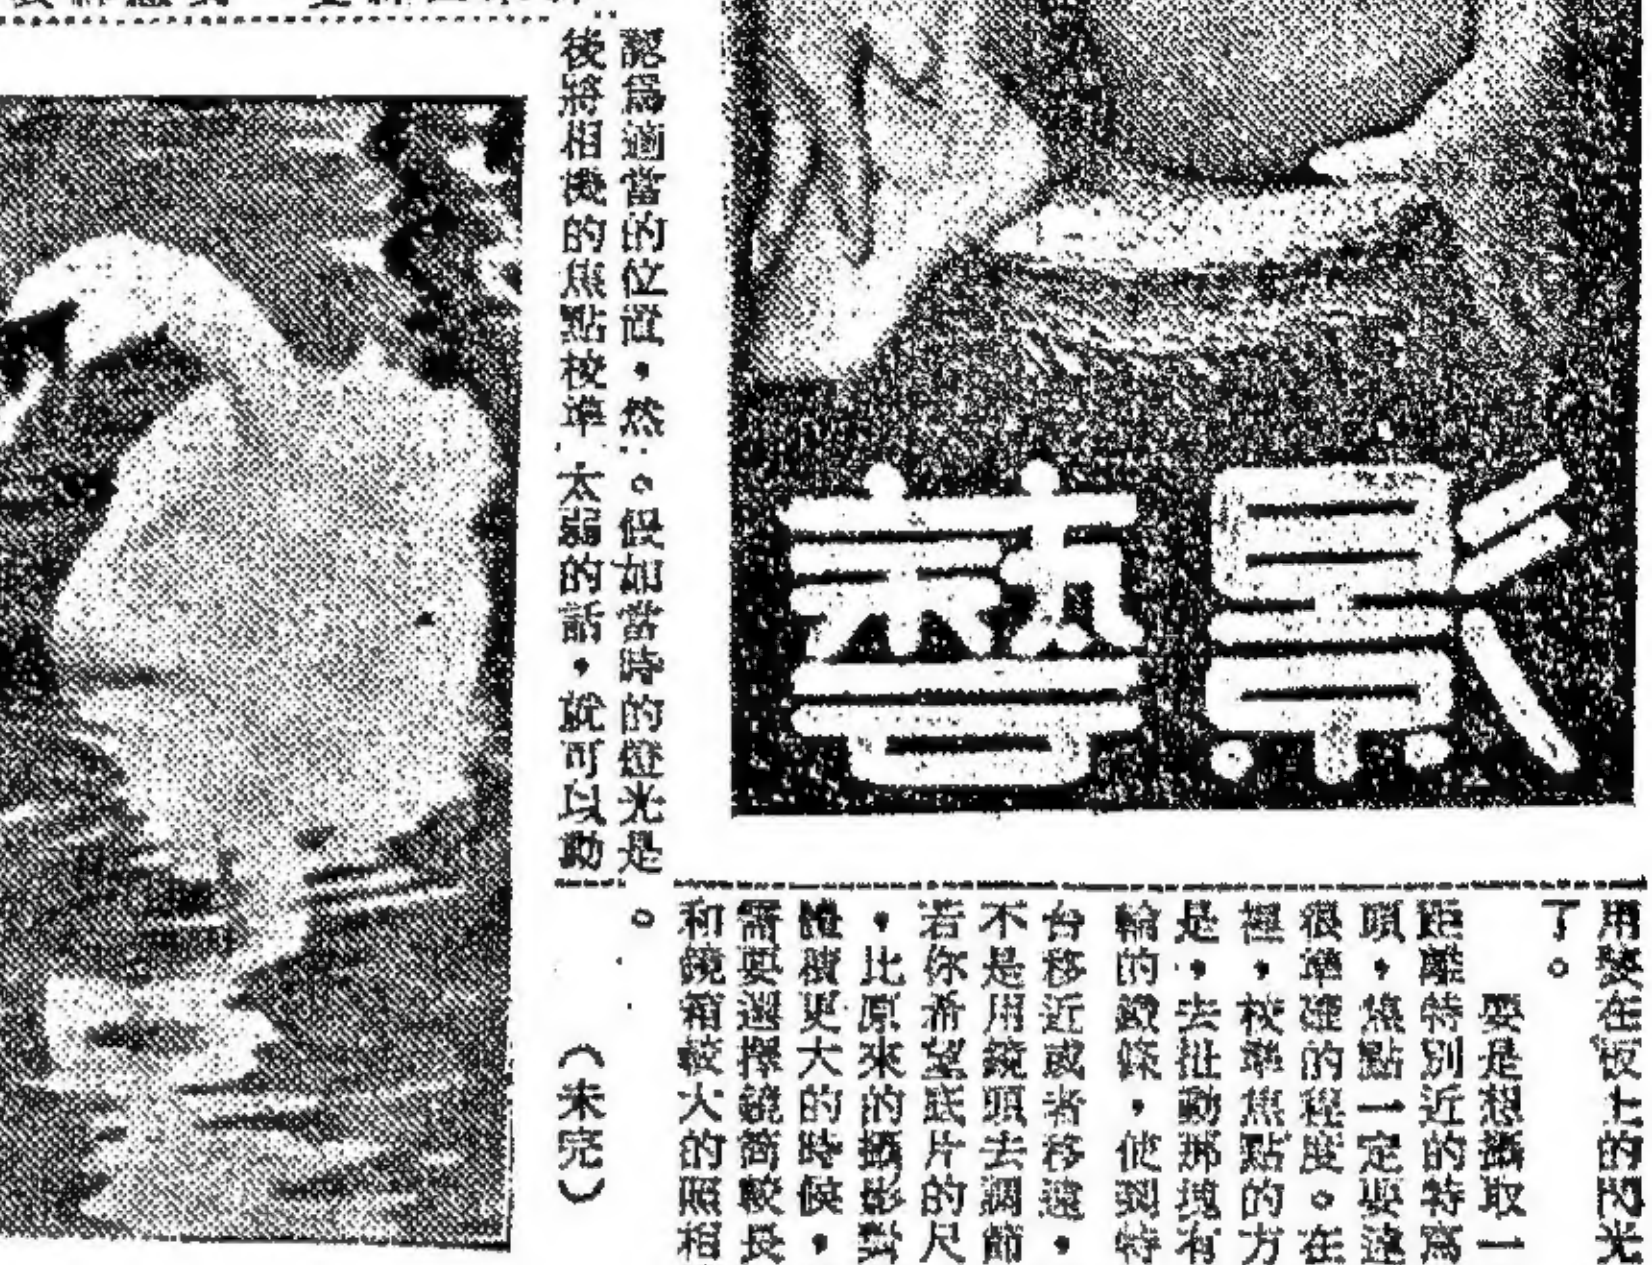 影藝
認爲適當的位置，然
後將相機的焦點校準
。但如當時的燈光是
太弱的話，就可以動
用裝在板上的閃光
了。
要是想攝取一
距離特別近的特寫
頭，焦點一定要達
很準確的程度。在
裡，校準焦點的方
是，去扯動那塊有
輪的鐵條，使到特
台移近或者移遠，
不是用鏡頭去調節
若你希望底片的尺
，比原來的攝影對
體積更大的時候，
需要選擇鏡筒較長
和鏡箱較大的照相
。
（未完）